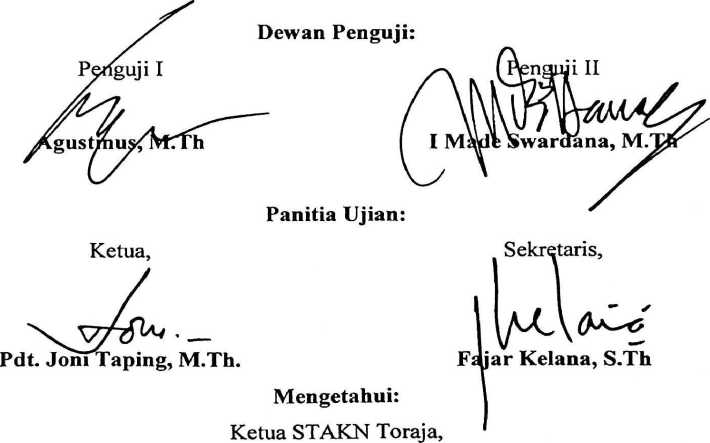 Dewan Penguji:
Penguji I
Penguji II
Agustinus, M.Th
I Made Swardana, M.Th
Panitia Ujian:
Ketua,
Sekretaris,
Pdt. Joni Taping, M.Th.
Fajar Kelana, S.Th
Mengetahui:
Ketua STAKN Toraja,